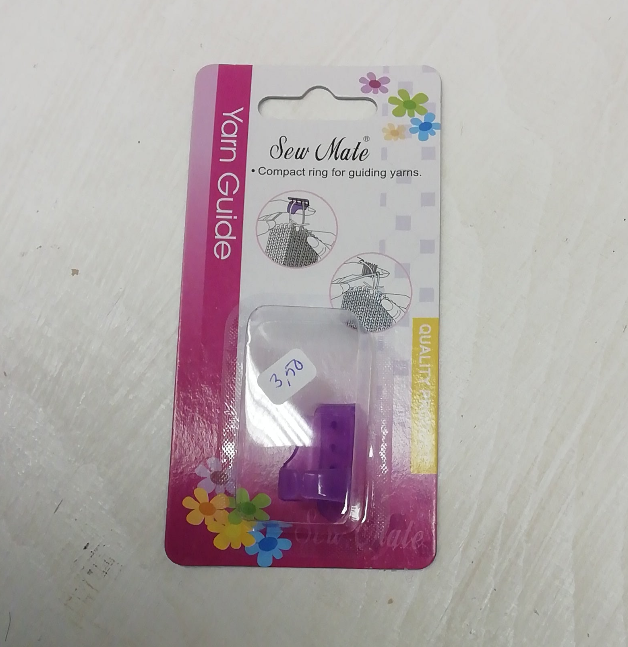 Yarn Guide
Sew Mate®
• Compact ring for guiding yarns.
3,50
QUALITY
Sew Mate